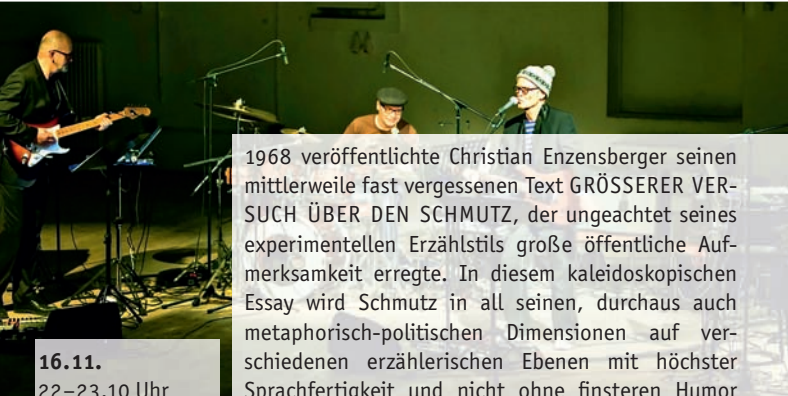 1968 veröffentlichte Christian Enzensberger seinen
mittlerweile fast vergessenen Text GRÖSSERER VER-
SUCH ÜBER DEN SCHMUTZ, der ungeachtet seines
experimentellen Erzählstils große öffentliche Auf-
merksamkeit erregte. In diesem kaleidoskopischen
Essay wird Schmutz in all seinen, durchaus auch
metaphorisch-politischen Dimensionen auf ver-
schiedenen erzählerischen Ebenen mit höchster
Sprachfertigkeit und nicht ohne finsteren Humor
16.11.
22–23.10 Uhr